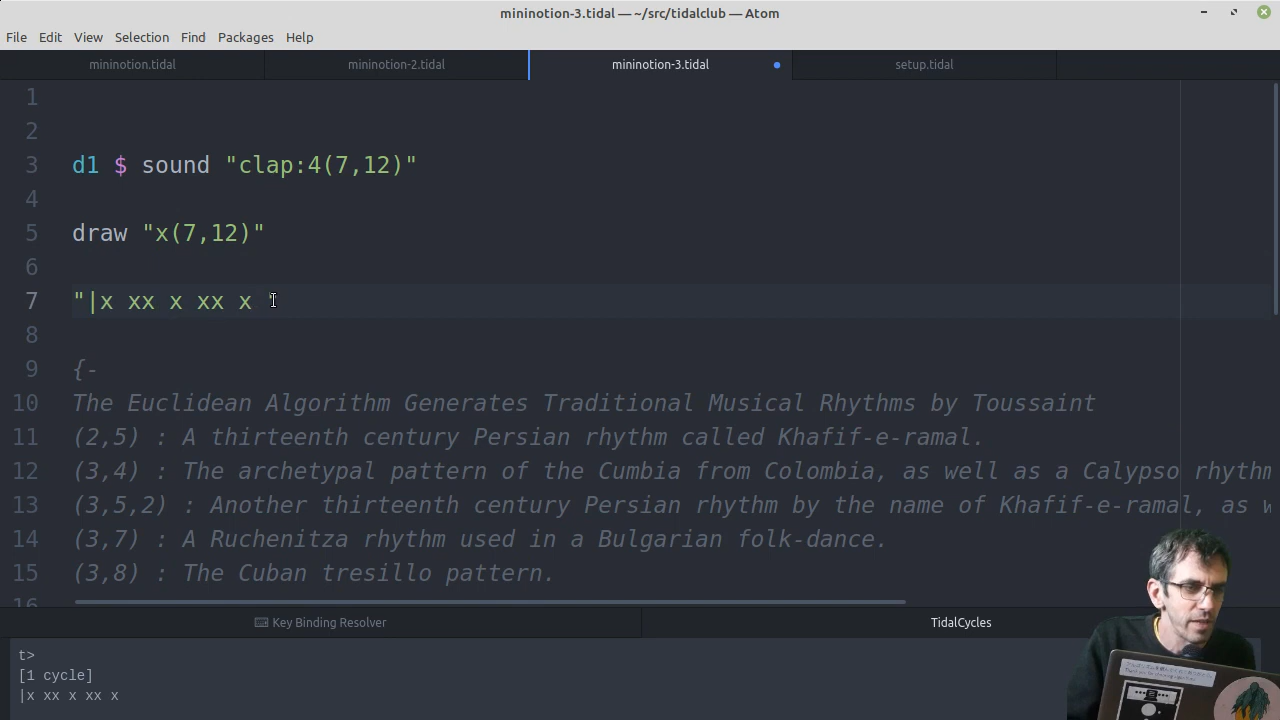 mininotion-3.tidal — ~/src/tidalclub — Atom
File Edit View Selection Find Packages Help
mininotion.tidal mininotion-2.tidal mininotion-3.tidal setup.tidal
1
2
3 d1 $ sound "clap:4(7,12)"
4
5 draw "x(7,12)"
6
7 "|x xx x xx x "
8
9 {-
10 The Euclidean Algorithm Generates Traditional Musical Rhythms by Toussaint
11 (2,5) : A thirteenth century Persian rhythm called Khafif-e-ramal.
12 (3,4) : The archetypal pattern of the Cumbia from Colombia, as well as a Calypso rhythm
13 (3,5,2) : Another thirteenth century Persian rhythm by the name of Khafif-e-ramal, as w
14 (3,7) : A Ruchenitza rhythm used in a Bulgarian folk-dance.
15 (3,8) : The Cuban tresillo pattern.
16
Key Binding Resolver TidalCycles
t>
[1 cycle]
|x xx x xx x